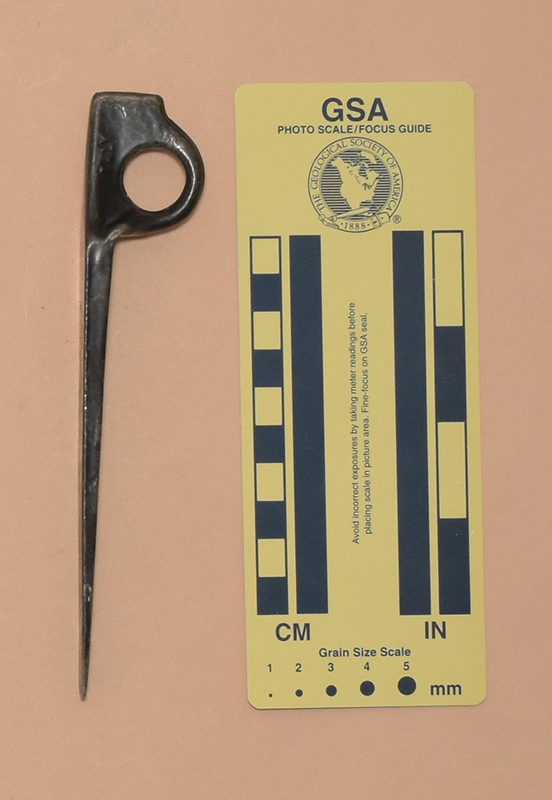 GSA
PHOTO SCALE/FOCUS GUIDE
THE GEOLOGICAL SOCIETY OF AMERICA
·1888·
®
Avoid incorrect exposures by taking meter readings before
placing scale in picture area. Fine-focus on GSA seal.
CM
IN
Grain Size Scale
1 2 3 4 5
mm